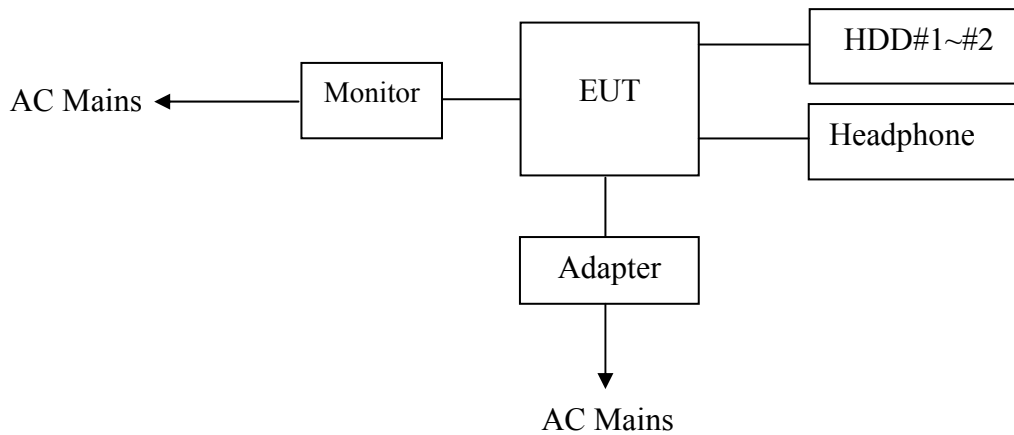 HDD#1~#2
EUT
Monitor
AC Mains
Headphone
Adapter
AC Mains